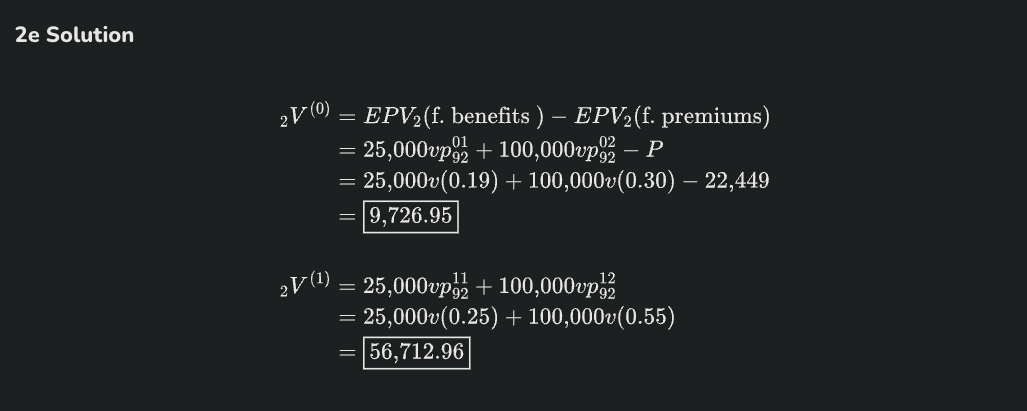 2e Solution
₂V⁽⁰⁾ = EPV₂(f. benefits ) − EPV₂(f. premiums)
= 25,000vp₉₂⁰¹ + 100,000vp₉₂⁰² − P
= 25,000v(0.19) + 100,000v(0.30) − 22,449
= 9,726.95
₂V⁽¹⁾ = 25,000vp₉₂¹¹ + 100,000vp₉₂¹²
= 25,000v(0.25) + 100,000v(0.55)
= 56,712.96